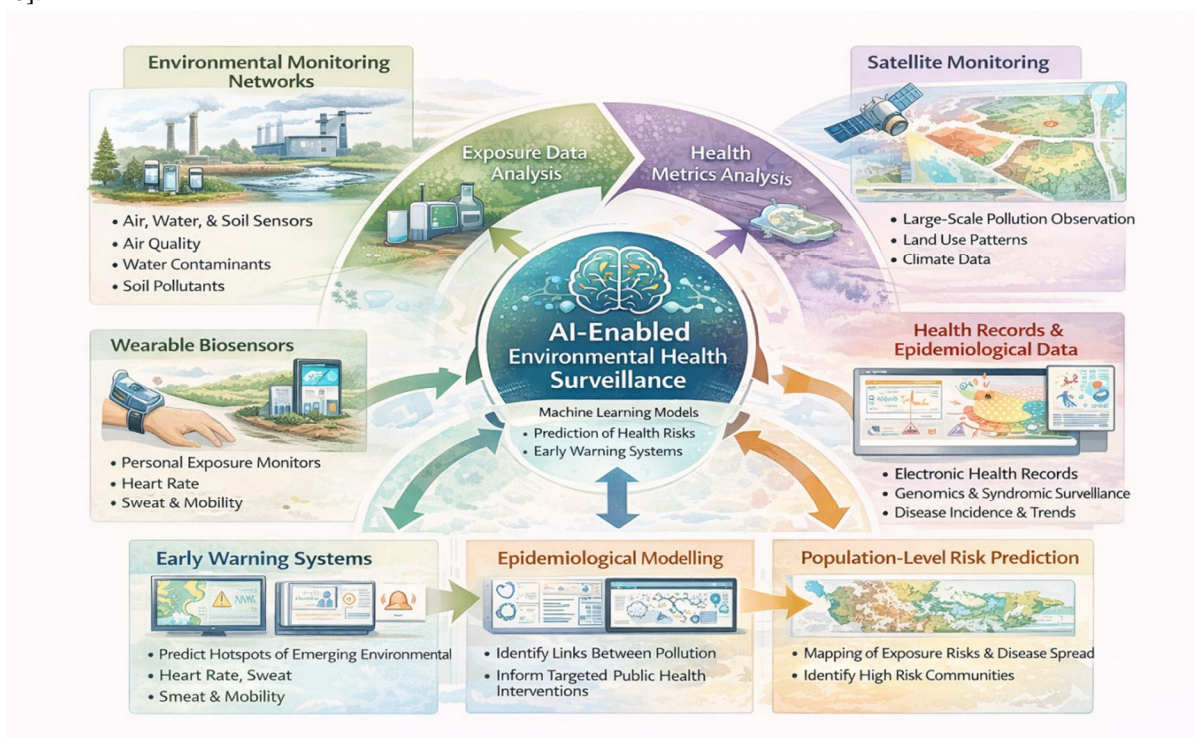 Environmental Monitoring
Networks
• Air, Water, & Soil Sensors
• Air Quality
• Water Contaminants
• Soil Pollutants
Exposure Data
Analysis
Health
Metrics Analysis
Satellite Monitoring
• Large-Scale Pollution Observation
• Land Use Patterns
• Climate Data
Wearable Biosensors
• Personal Exposure Monitors
• Heart Rate
• Sweat & Mobility
AI-Enabled
Environmental Health
Surveillance
Machine Learning Models
• Prediction of Health Risks
• Early Warning Systems
Health Records &
Epidemiological Data
• Electronic Health Records
• Genomics & Syndromic Surveillance
• Disease Incidence & Trends
Early Warning Systems
• Predict Hotspots of Emerging Environmental
• Heart Rate, Sweat
• Smeat & Mobility
Epidemiological Modelling
• Identify Links Between Pollution
• Inform Targeted Public Health
Interventions
Population-Level Risk Prediction
• Mapping of Exposure Risks & Disease Spread
• Identify High Risk Communities